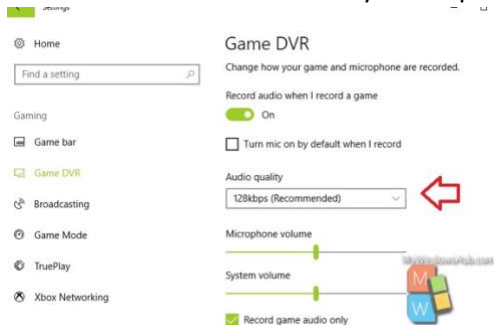 Settings
Home
Find a setting
Gaming
Game bar
Game DVR
Broadcasting
Game Mode
TruePlay
Xbox Networking
Game DVR
Change how your game and microphone are recorded.
Record audio when I record a game
On
Turn mic on by default when I record
Audio quality
128kbps (Recommended)
Microphone volume
System volume
Record game audio only
MyWindowsHub.com
M
W